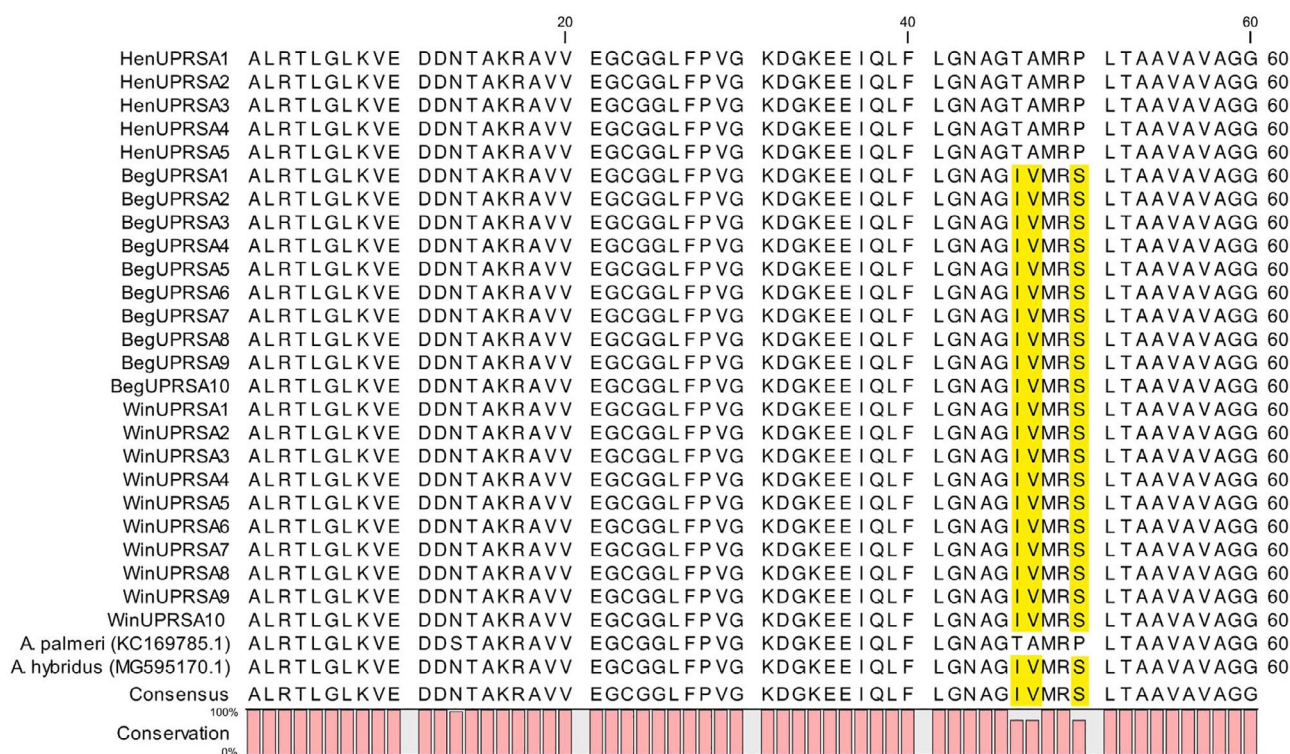 20 40 60
HenUPRSA1 ALRTLGLKVE DDNTAKRAVV EGCGGLFPVG KDGKEEIQLF LGNAGTAMRP LTAAVAVAGG 60
HenUPRSA2 ALRTLGLKVE DDNTAKRAVV EGCGGLFPVG KDGKEEIQLF LGNAGTAMRP LTAAVAVAGG 60
HenUPRSA3 ALRTLGLKVE DDNTAKRAVV EGCGGLFPVG KDGKEEIQLF LGNAGTAMRP LTAAVAVAGG 60
HenUPRSA4 ALRTLGLKVE DDNTAKRAVV EGCGGLFPVG KDGKEEIQLF LGNAGTAMRP LTAAVAVAGG 60
HenUPRSA5 ALRTLGLKVE DDNTAKRAVV EGCGGLFPVG KDGKEEIQLF LGNAGTAMRP LTAAVAVAGG 60
BegUPRSA1 ALRTLGLKVE DDNTAKRAVV EGCGGLFPVG KDGKEEIQLF LGNAGIVMRS LTAAVAVAGG 60
BegUPRSA2 ALRTLGLKVE DDNTAKRAVV EGCGGLFPVG KDGKEEIQLF LGNAGIVMRS LTAAVAVAGG 60
BegUPRSA3 ALRTLGLKVE DDNTAKRAVV EGCGGLFPVG KDGKEEIQLF LGNAGIVMRS LTAAVAVAGG 60
BegUPRSA4 ALRTLGLKVE DDNTAKRAVV EGCGGLFPVG KDGKEEIQLF LGNAGIVMRS LTAAVAVAGG 60
BegUPRSA5 ALRTLGLKVE DDNTAKRAVV EGCGGLFPVG KDGKEEIQLF LGNAGIVMRS LTAAVAVAGG 60
BegUPRSA6 ALRTLGLKVE DDNTAKRAVV EGCGGLFPVG KDGKEEIQLF LGNAGIVMRS LTAAVAVAGG 60
BegUPRSA7 ALRTLGLKVE DDNTAKRAVV EGCGGLFPVG KDGKEEIQLF LGNAGIVMRS LTAAVAVAGG 60
BegUPRSA8 ALRTLGLKVE DDNTAKRAVV EGCGGLFPVG KDGKEEIQLF LGNAGIVMRS LTAAVAVAGG 60
BegUPRSA9 ALRTLGLKVE DDNTAKRAVV EGCGGLFPVG KDGKEEIQLF LGNAGIVMRS LTAAVAVAGG 60
BegUPRSA10 ALRTLGLKVE DDNTAKRAVV EGCGGLFPVG KDGKEEIQLF LGNAGIVMRS LTAAVAVAGG 60
WinUPRSA1 ALRTLGLKVE DDNTAKRAVV EGCGGLFPVG KDGKEEIQLF LGNAGIVMRS LTAAVAVAGG 60
WinUPRSA2 ALRTLGLKVE DDNTAKRAVV EGCGGLFPVG KDGKEEIQLF LGNAGIVMRS LTAAVAVAGG 60
WinUPRSA3 ALRTLGLKVE DDNTAKRAVV EGCGGLFPVG KDGKEEIQLF LGNAGIVMRS LTAAVAVAGG 60
WinUPRSA4 ALRTLGLKVE DDNTAKRAVV EGCGGLFPVG KDGKEEIQLF LGNAGIVMRS LTAAVAVAGG 60
WinUPRSA5 ALRTLGLKVE DDNTAKRAVV EGCGGLFPVG KDGKEEIQLF LGNAGIVMRS LTAAVAVAGG 60
WinUPRSA6 ALRTLGLKVE DDNTAKRAVV EGCGGLFPVG KDGKEEIQLF LGNAGIVMRS LTAAVAVAGG 60
WinUPRSA7 ALRTLGLKVE DDNTAKRAVV EGCGGLFPVG KDGKEEIQLF LGNAGIVMRS LTAAVAVAGG 60
WinUPRSA8 ALRTLGLKVE DDNTAKRAVV EGCGGLFPVG KDGKEEIQLF LGNAGIVMRS LTAAVAVAGG 60
WinUPRSA9 ALRTLGLKVE DDNTAKRAVV EGCGGLFPVG KDGKEEIQLF LGNAGIVMRS LTAAVAVAGG 60
WinUPRSA10 ALRTLGLKVE DDNTAKRAVV EGCGGLFPVG KDGKEEIQLF LGNAGIVMRS LTAAVAVAGG 60
A. palmeri (KC169785.1) ALRTLGLKVE DDSTAKRAVV EGCGGLFPVG KDGKEEIQLF LGNAGTAMRP LTAAVAVAGG 60
A. hybridus (MG595170.1) ALRTLGLKVE DDNTAKRAVV EGCGGLFPVG KDGKEEIQLF LGNAGIVMRS LTAAVAVAGG 60
Consensus ALRTLGLKVE DDNTAKRAVV EGCGGLFPVG KDGKEEIQLF LGNAGIVMRS LTAAVAVAGG
100%
Conservation
0%